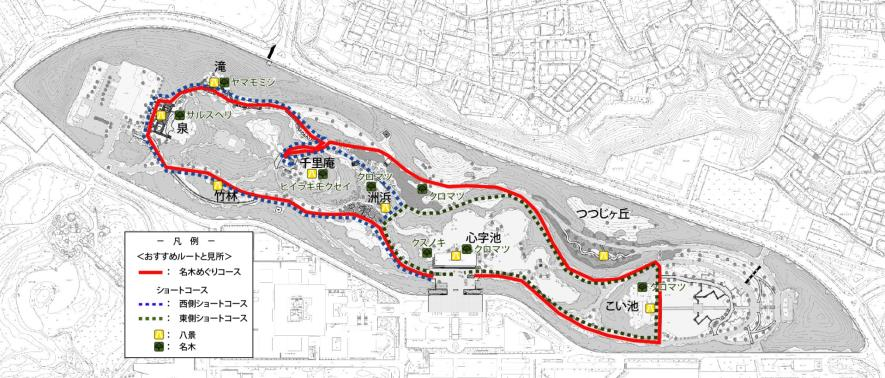 滝
ヤマモミジ
サルスベリ
泉
千里庵
ヒイラギモクセイ
竹林
クロマツ
洲浜
クロマツ
つつじヶ丘
クスノキ
心字池
クロマツ
クロマツ
こい池
― 凡 例 ―
＜おすすめルートと見所＞
： 名木めぐりコース
ショートコース
： 西側ショートコース
： 東側ショートコース
八
： 八景
： 名木